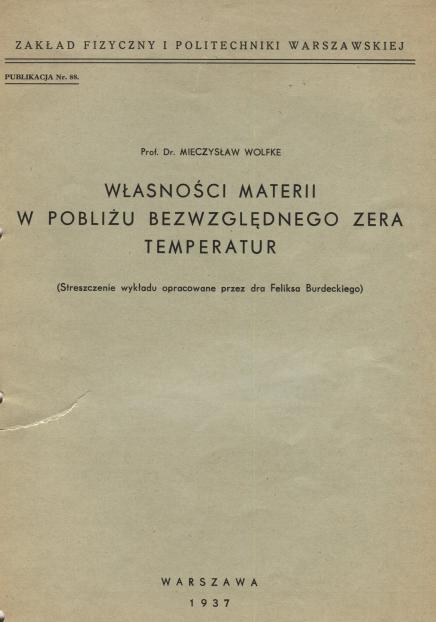 ZAKŁAD FIZYCZNY I POLITECHNIKI WARSZAWSKIEJ
PUBLIKACJA Nr. 88.
Prof. Dr. MIECZYSŁAW WOLFKE
WŁASNOŚCI MATERII
W POBLIŻU BEZWZGLĘDNEGO ZERA
TEMPERATUR
(Streszczenie wykładu opracowane przez dra Feliksa Burdeckiego)
WARSZAWA
1937